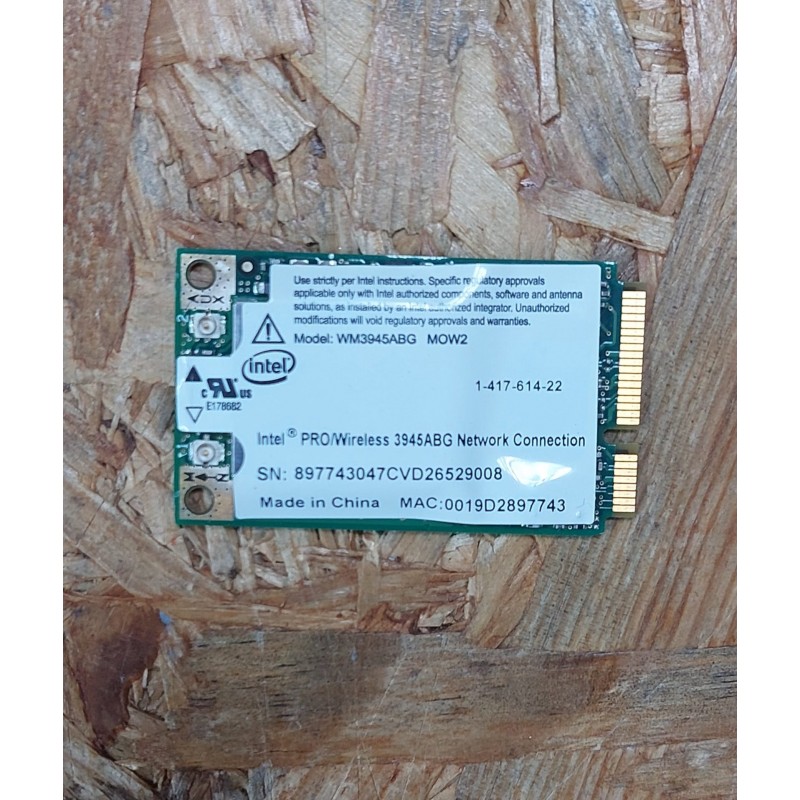 Use strictly per Intel instructions. Specific regulatory approvals
applicable only with Intel authorized components, software and antenna
solutions, as installed by an Intel authorized integrator. Unauthorized
modifications will void regulatory approvals and warranties.
Model: WM3945ABG MOW2
intel
1-417-614-22
c UR US
E178682
Intel® PRO/Wireless 3945ABG Network Connection
SN: 897743047CVD26529008
Made in China MAC:0019D2897743